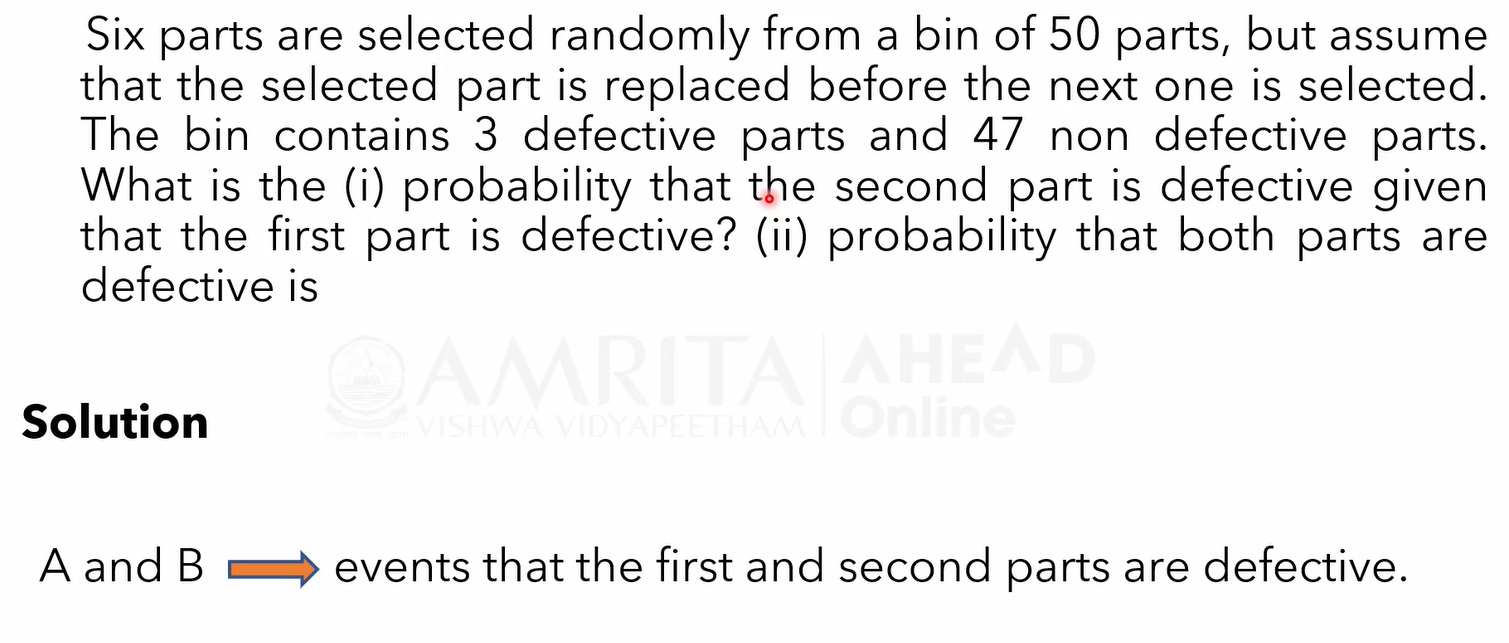 Six parts are selected randomly from a bin of 50 parts, but assume
that the selected part is replaced before the next one is selected.
The bin contains 3 defective parts and 47 non defective parts.
What is the (i) probability that the second part is defective given
that the first part is defective? (ii) probability that both parts are
defective is
AMRITA AHEAD
VISHWA VIDYAPEETHAM Online
Solution
A and B events that the first and second parts are defective.